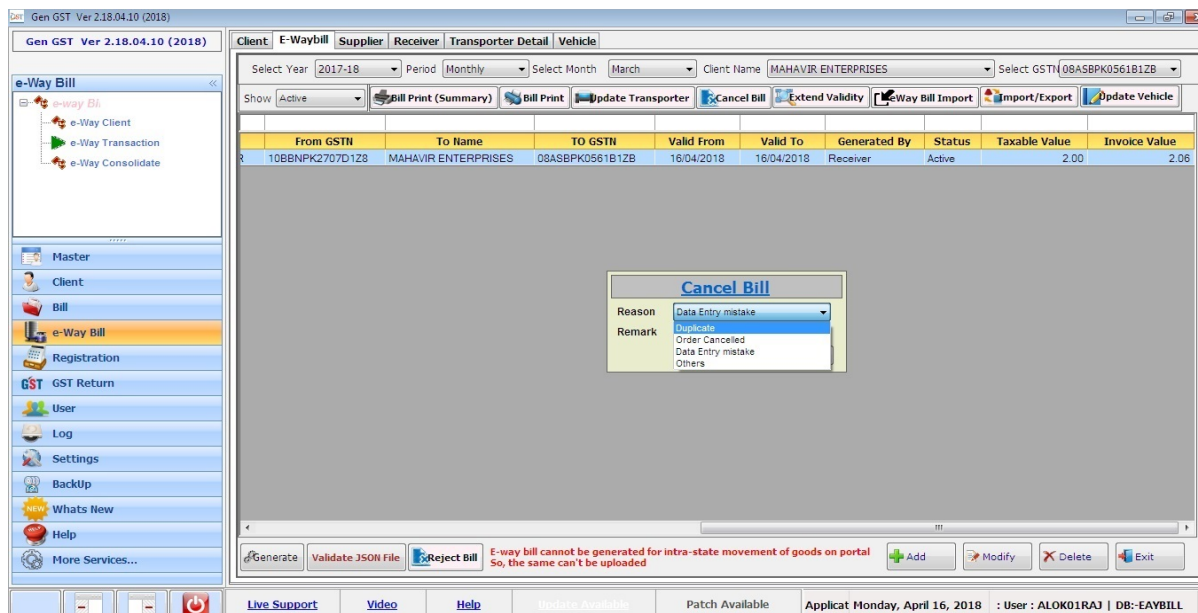 GST Gen GST Ver 2.18.04.10 (2018)
Gen GST Ver 2.18.04.10 (2018)
Client E-Waybill Supplier Receiver Transporter Detail Vehicle
Select Year 2017-18 Period Monthly Select Month March Client Name MAHAVIR ENTERPRISES Select GSTN 08ASBPK0561B1ZB
e-Way Bill
Show Active Bill Print (Summary) Bill Print Update Transporter Cancel Bill Extend Validity eWay Bill Import Import/Export Update Vehicle
e-way Bi
e-Way Client
e-Way Transaction
e-Way Consolidate
From GSTN To Name TO GSTN Valid From Valid To Generated By Status Taxable Value Invoice Value
R 10BBNPK2707D1Z8 MAHAVIR ENTERPRISES 08ASBPK0561B1ZB 16/04/2018 16/04/2018 Receiver Active 2.00 2.06
Master
Client
Bill
e-Way Bill
Registration
GST GST Return
User
Log
Settings
BackUp
NEW Whats New
Help
More Services...
Cancel Bill
Reason Data Entry mistake
Remark
Duplicate
Order Cancelled
Data Entry mistake
Others
Generate Validate JSON File Reject Bill
E-way bill cannot be generated for intra-state movement of goods on portal
So, the same can't be uploaded
Add Modify Delete Exit
Live Support Video Help Update Available Patch Available Applicat Monday, April 16, 2018 : User : ALOK01RAJ | DB:-EAYBILL